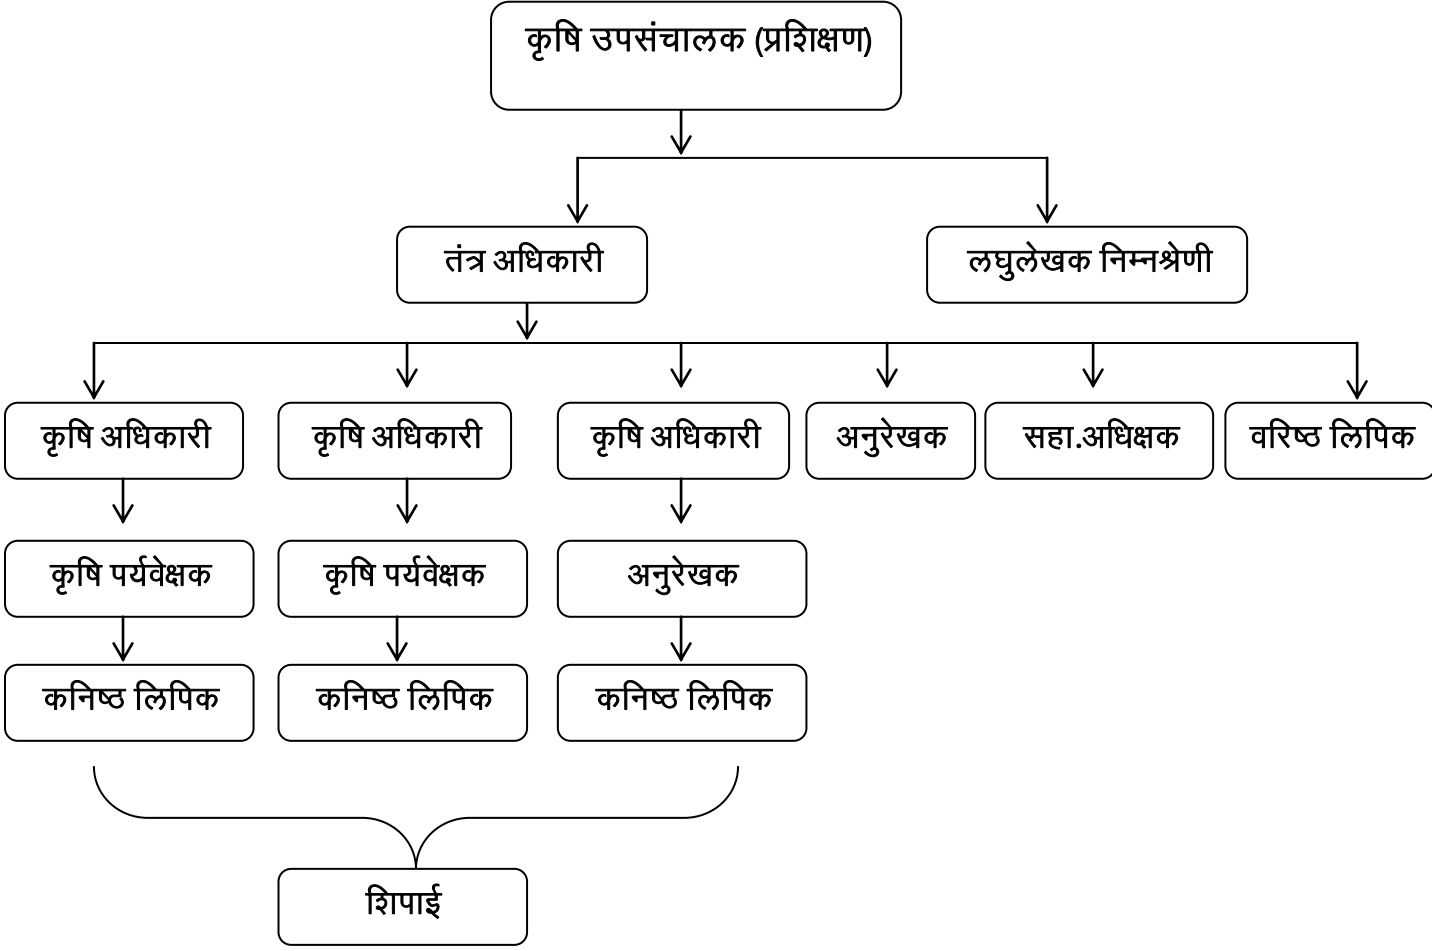 कृषि उपसंचालक (प्रशिक्षण)
तंत्र अधिकारी
लघुलेखक निम्नश्रेणी
कृषि अधिकारी
कृषि अधिकारी
कृषि अधिकारी
अनुरेखक
सहा.अधिक्षक
वरिष्ठ लिपिक
कृषि पर्यवेक्षक
कृषि पर्यवेक्षक
अनुरेखक
कनिष्ठ लिपिक
कनिष्ठ लिपिक
कनिष्ठ लिपिक
शिपाई